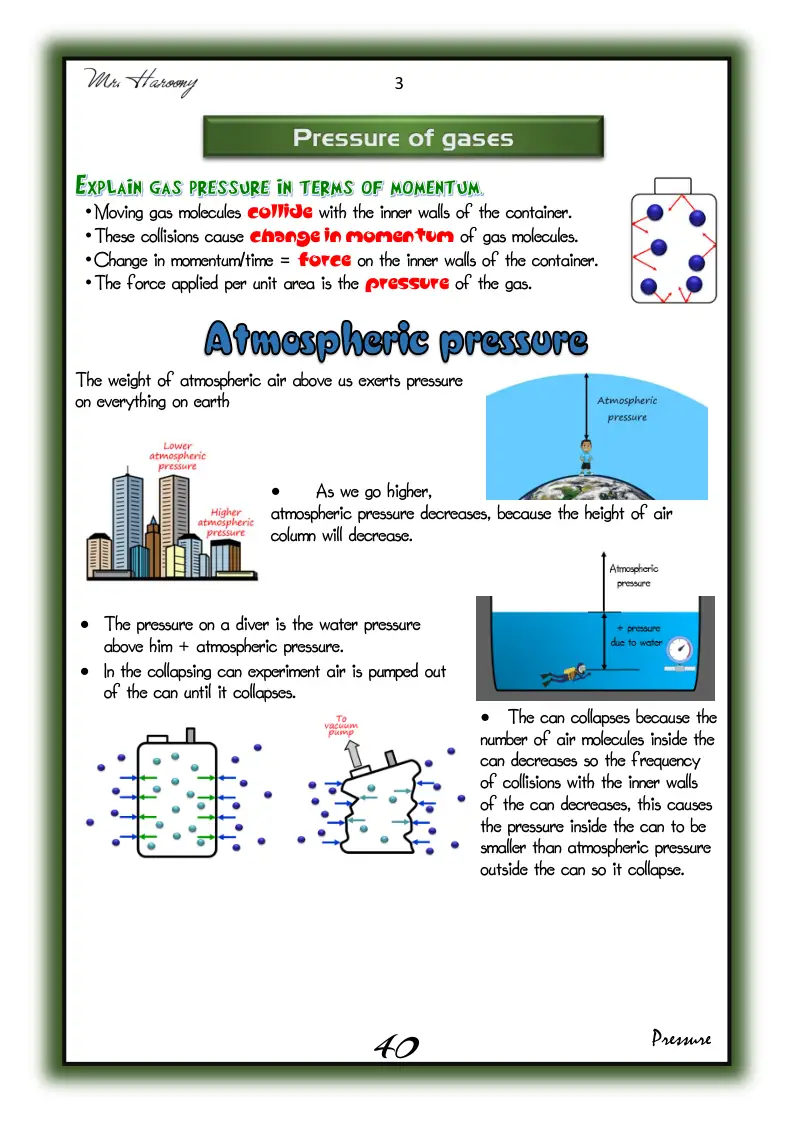 Mr. Haroony
3
Pressure of gases
EXPLAIN GAS PRESSURE IN TERMS OF MOMENTUM.
•Moving gas molecules collide with the inner walls of the container.
•These collisions cause change in momentum of gas molecules.
•Change in momentum/time = force on the inner walls of the container.
•The force applied per unit area is the pressure of the gas.
Atmospheric pressure
The weight of atmospheric air above us exerts pressure
on everything on earth
Atmospheric
pressure
Lower
atmospheric
pressure
Higher
atmospheric
pressure
• As we go higher,
atmospheric pressure decreases, because the height of air
column will decrease.
Atmospheric
pressure
+ pressure
due to water
• The pressure on a diver is the water pressure
above him + atmospheric pressure.
• In the collapsing can experiment air is pumped out
of the can until it collapses.
To
vacuum
pump
• The can collapses because the
number of air molecules inside the
can decreases so the frequency
of collisions with the inner walls
of the can decreases, this causes
the pressure inside the can to be
smaller than atmospheric pressure
outside the can so it collapse.
40
Pressure